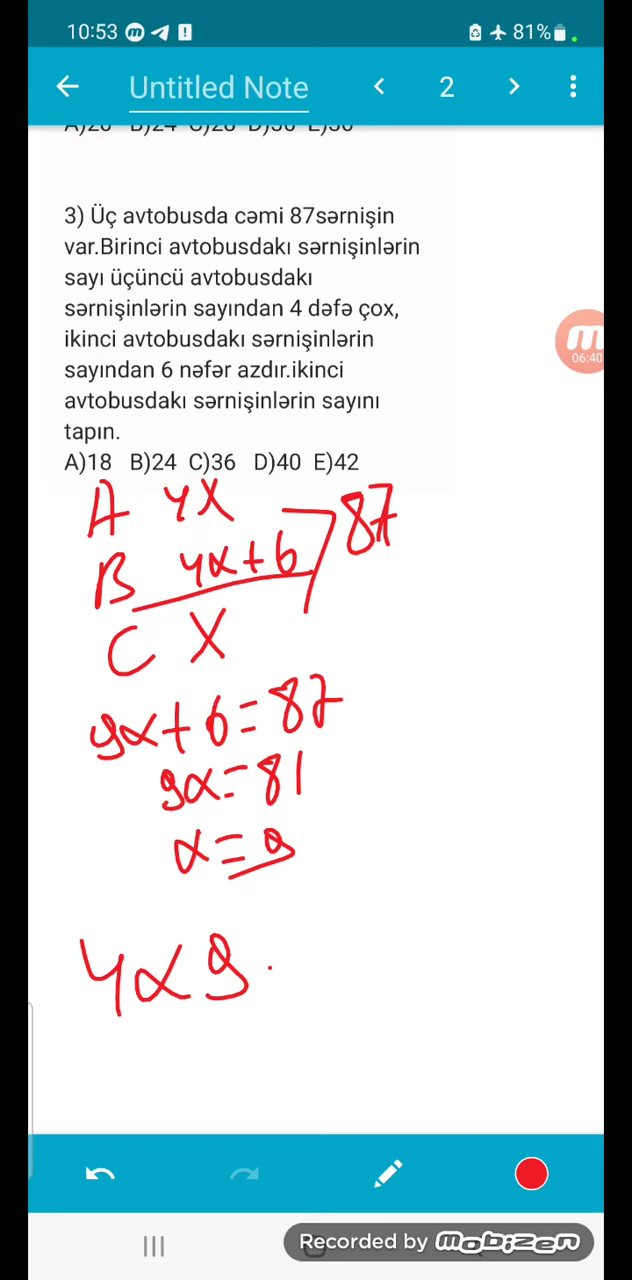 10:53 81%
Untitled Note 2
3) Üç avtobusda cəmi 87sərnişin
var.Birinci avtobusdakı sərnişinlərin
sayı üçüncü avtobusdakı
sərnişinlərin sayından 4 dəfə çox,
ikinci avtobusdakı sərnişinlərin
sayından 6 nəfər azdır.ikinci
avtobusdakı sərnişinlərin sayını
tapın.
A)18 B)24 C)36 D)40 E)42
06:40
A 4x
B 4x+6 87
C x
9x+6=87
9x=81
x=9
4x9.
Recorded by mobizen